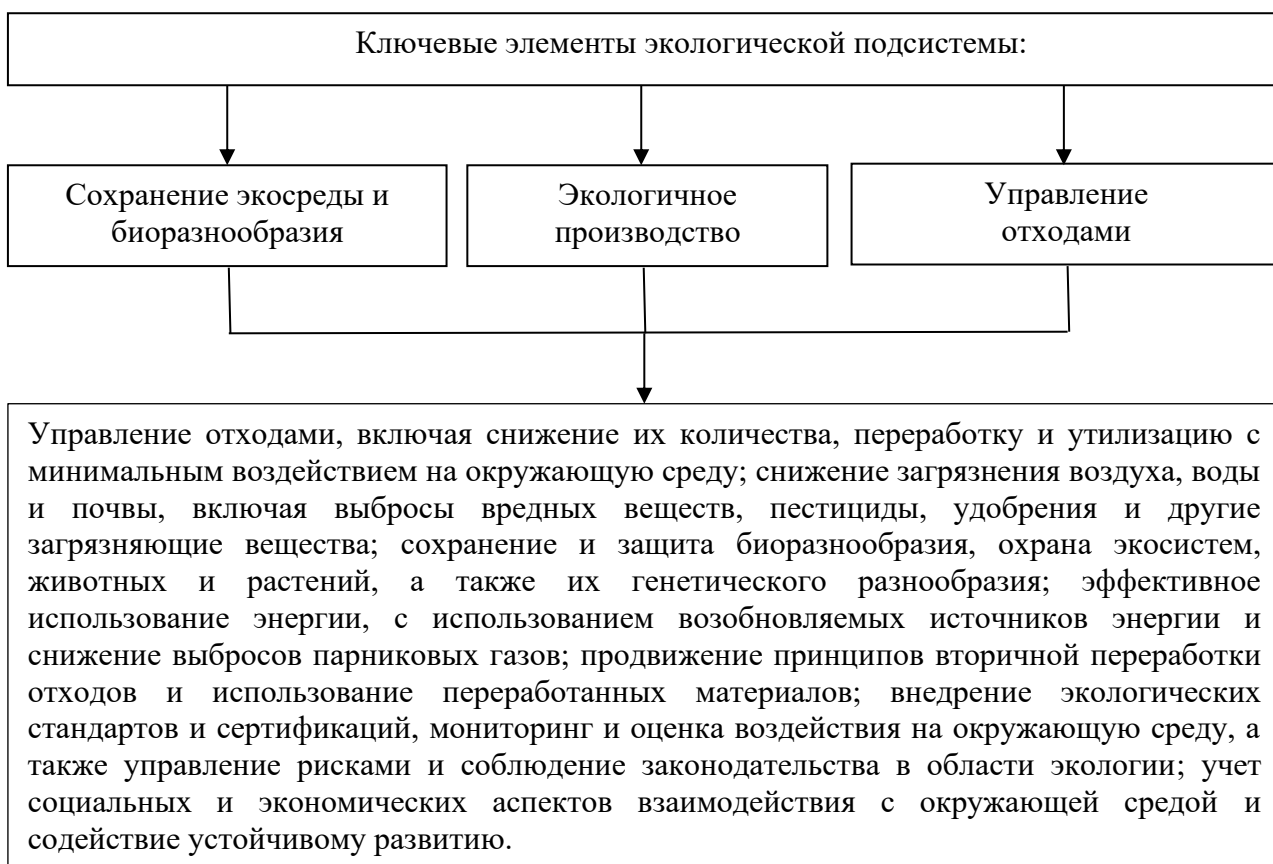 Ключевые элементы экологической подсистемы:
Сохранение экосреды и
биоразнообразия
Экологичное
производство
Управление
отходами
Управление отходами, включая снижение их количества, переработку и утилизацию с
минимальным воздействием на окружающую среду; снижение загрязнения воздуха, воды
и почвы, включая выбросы вредных веществ, пестициды, удобрения и другие
загрязняющие вещества; сохранение и защита биоразнообразия, охрана экосистем,
животных и растений, а также их генетического разнообразия; эффективное
использование энергии, с использованием возобновляемых источников энергии и
снижение выбросов парниковых газов; продвижение принципов вторичной переработки
отходов и использование переработанных материалов; внедрение экологических
стандартов и сертификаций, мониторинг и оценка воздействия на окружающую среду, а
также управление рисками и соблюдение законодательства в области экологии; учет
социальных и экономических аспектов взаимодействия с окружающей средой и
содействие устойчивому развитию.